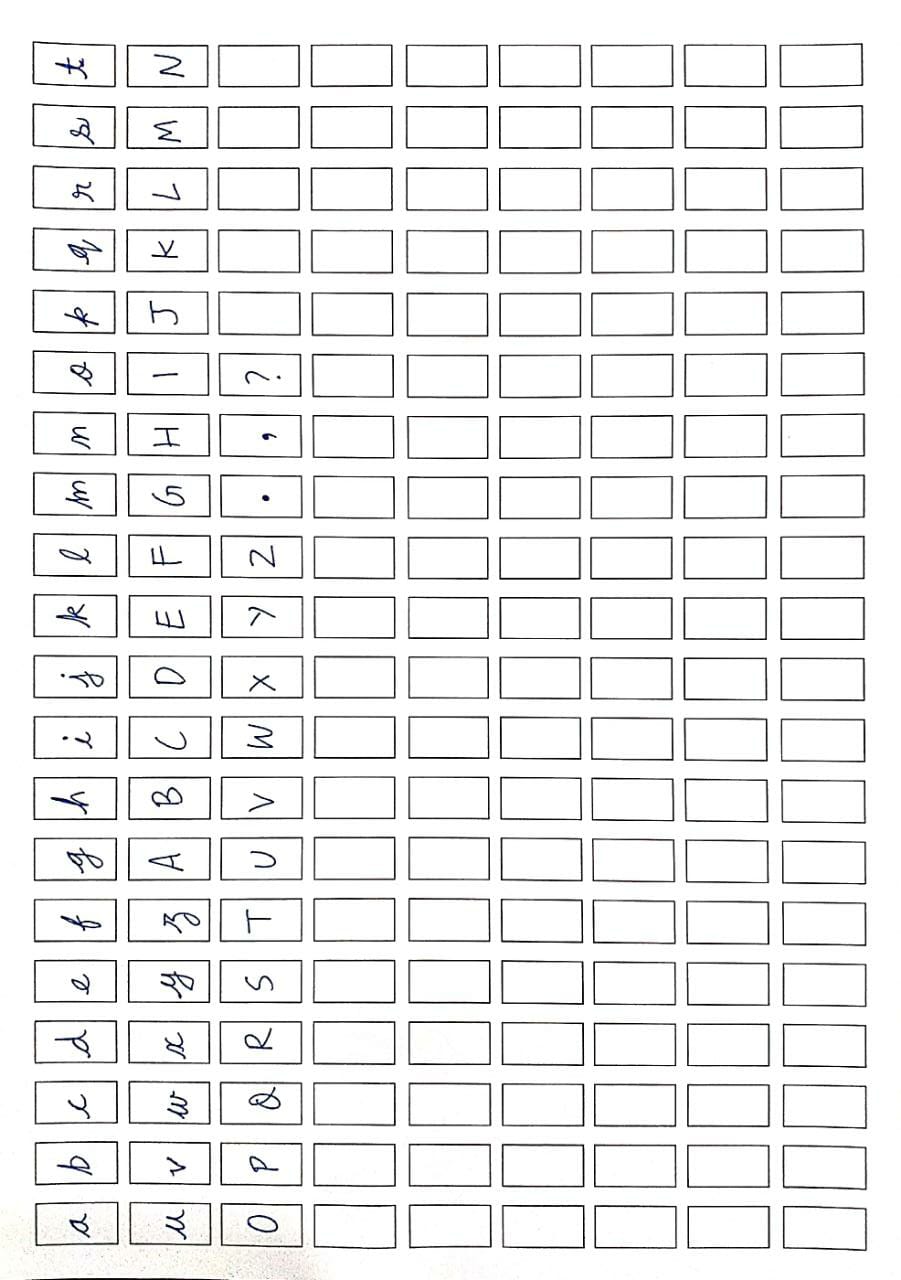 a b c d e f g h i j k l m n o p q r s t
u v w x y z A B C D E F G H I J K L M N
O P Q R S T U V W X Y Z . , ?